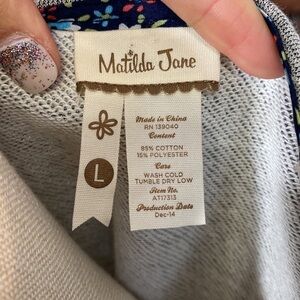 Matilda Jane
L
Made in China
RN 139040
Content
85% COTTON
15% POLYESTER
Care
WASH COLD
TUMBLE DRY LOW
Item No.
AT17313
Production Date
Dec-14